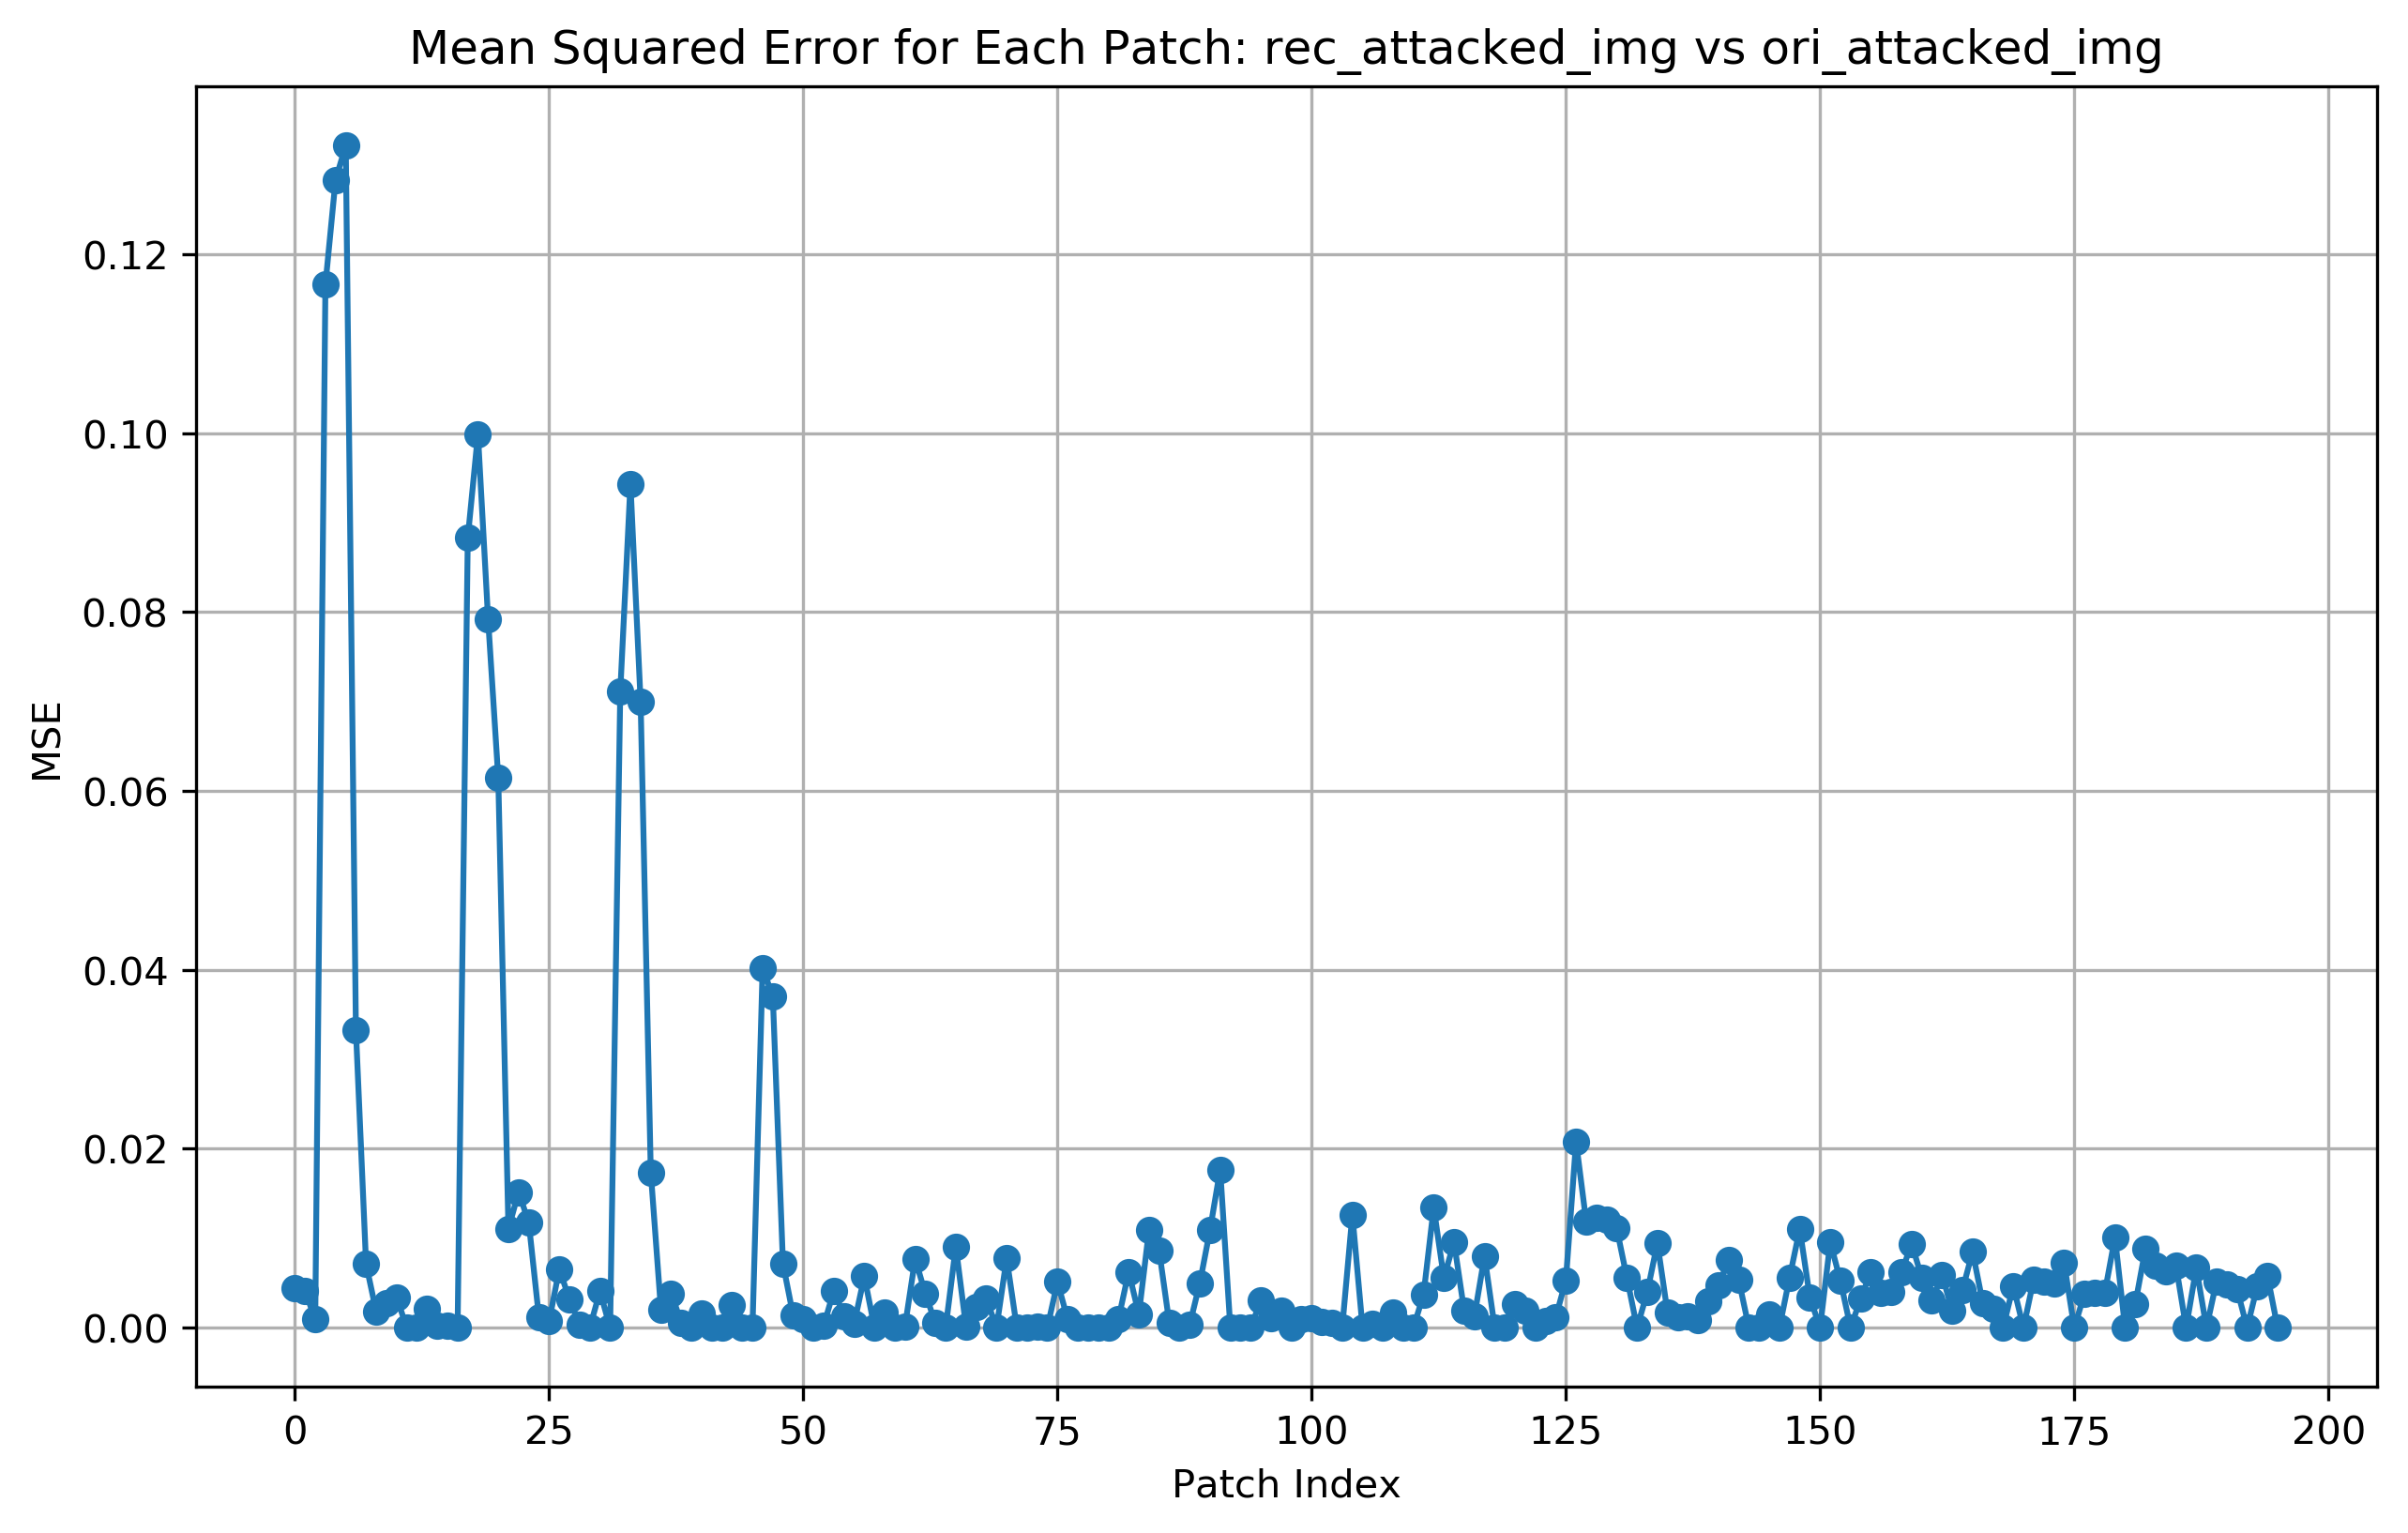 Mean Squared Error for Each Patch: rec_attacked_img vs ori_attacked_img
MSE
0.12
0.10
0.08
0.06
0.04
0.02
0.00
0 25 50 75 100 125 150 175 200
Patch Index